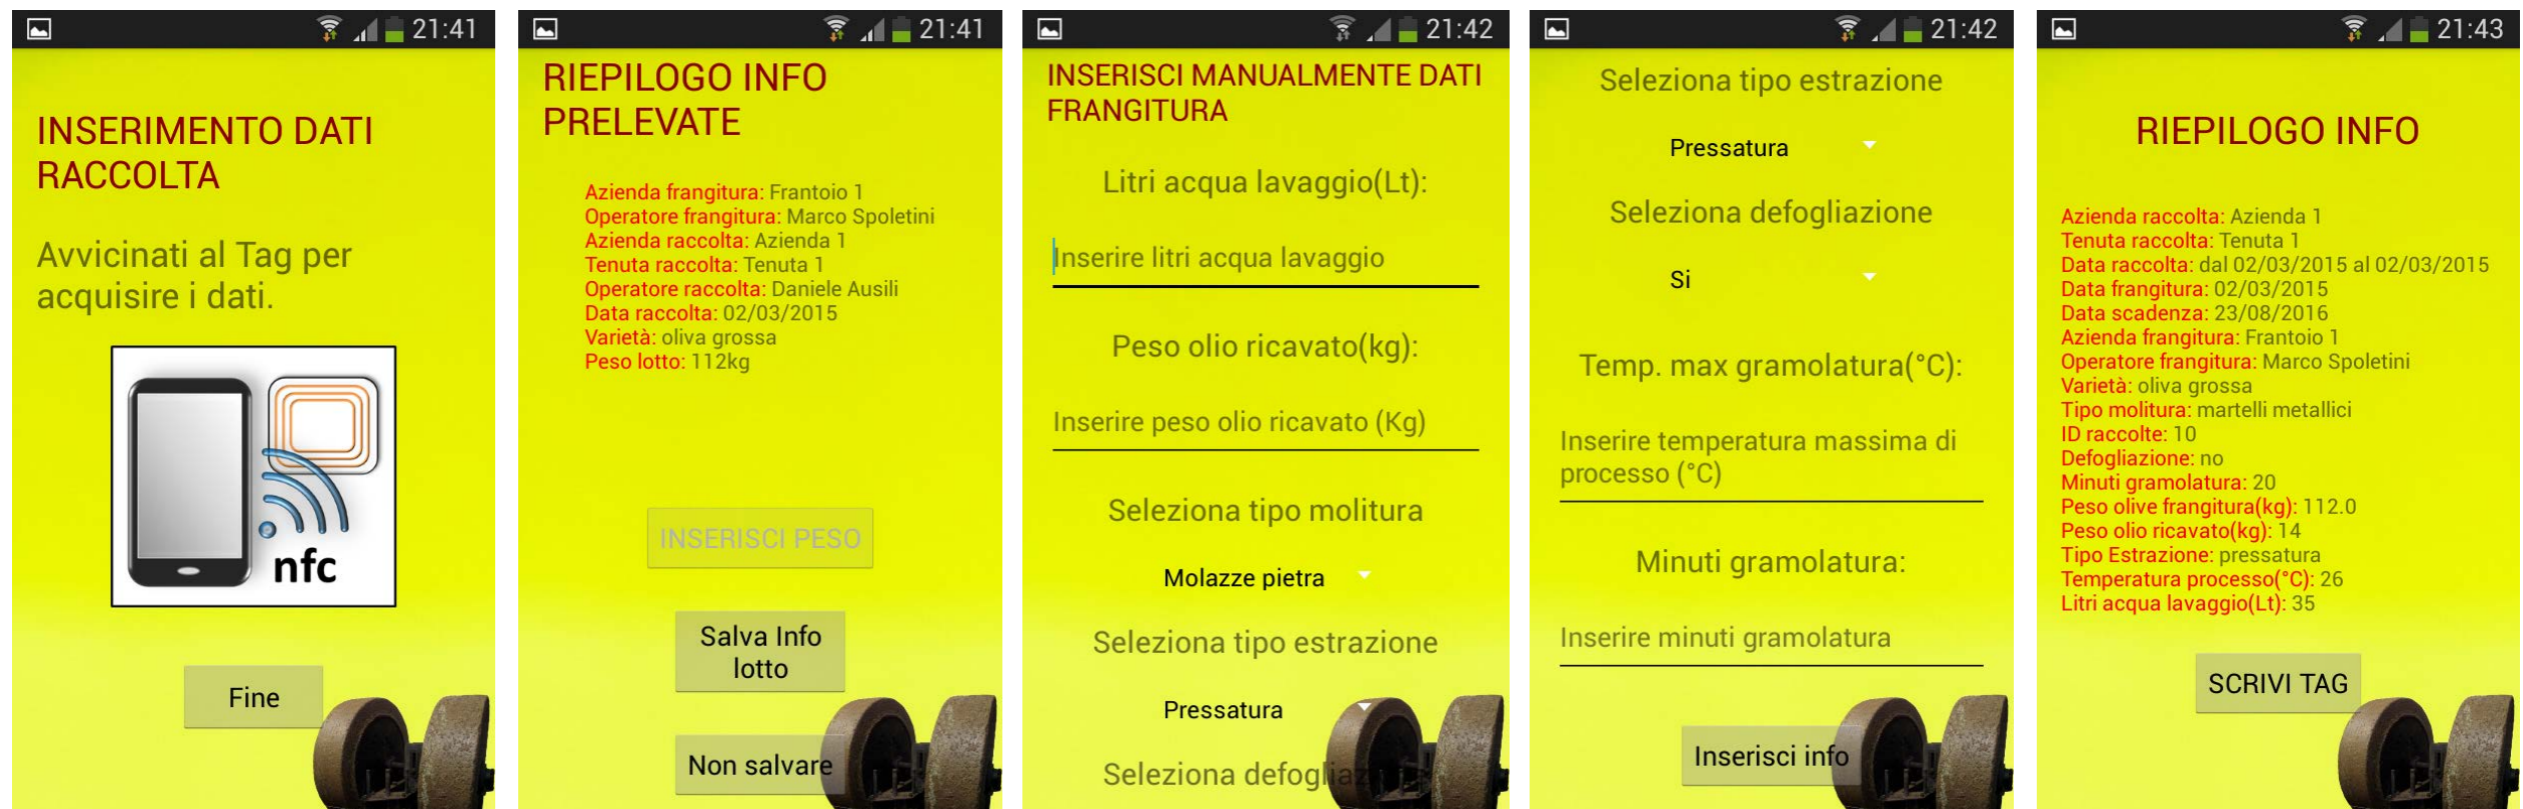 21:41
INSERIMENTO DATI
RACCOLTA
Avvicinati al Tag per
acquisire i dati.
nfc
Fine
21:41
RIEPILOGO INFO
PRELEVATE
Azienda frangitura: Frantoio 1
Operatore frangitura: Marco Spoletini
Azienda raccolta: Azienda 1
Tenuta raccolta: Tenuta 1
Operatore raccolta: Daniele Ausili
Data raccolta: 02/03/2015
Varietà: oliva grossa
Peso lotto: 112kg
INSERISCI PESO
Salva Info
lotto
Non salvare
21:42
INSERISCI MANUALMENTE DATI
FRANGITURA
Litri acqua lavaggio(Lt):
Inserire litri acqua lavaggio
Peso olio ricavato(kg):
Inserire peso olio ricavato (Kg)
Seleziona tipo molitura
Molazze pietra
Seleziona tipo estrazione
Pressatura
Seleziona defogliaz
21:42
Seleziona tipo estrazione
Pressatura
Seleziona defogliazione
Si
Temp. max gramolatura(°C):
Inserire temperatura massima di
processo (°C)
Minuti gramolatura:
Inserire minuti gramolatura
Inserisci info
21:43
RIEPILOGO INFO
Azienda raccolta: Azienda 1
Tenuta raccolta: Tenuta 1
Data raccolta: dal 02/03/2015 al 02/03/2015
Data frangitura: 02/03/2015
Data scadenza: 23/08/2016
Azienda frangitura: Frantoio 1
Operatore frangitura: Marco Spoletini
Varietà: oliva grossa
Tipo molitura: martelli metallici
ID raccolte: 10
Defogliazione: no
Minuti gramolatura: 20
Peso olive frangitura(kg): 112.0
Peso olio ricavato(kg): 14
Tipo Estrazione: pressatura
Temperatura processo(°C): 26
Litri acqua lavaggio(Lt): 35
SCRIVI TAG